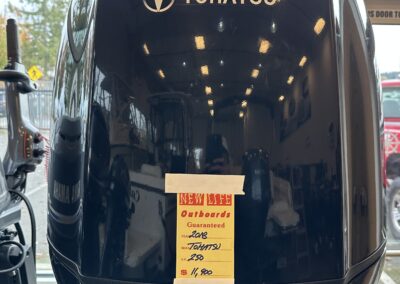 TOHATSU
NEW LIFE
Outboards
Guaranteed
2018
TOHATSU
250
$ 11,900